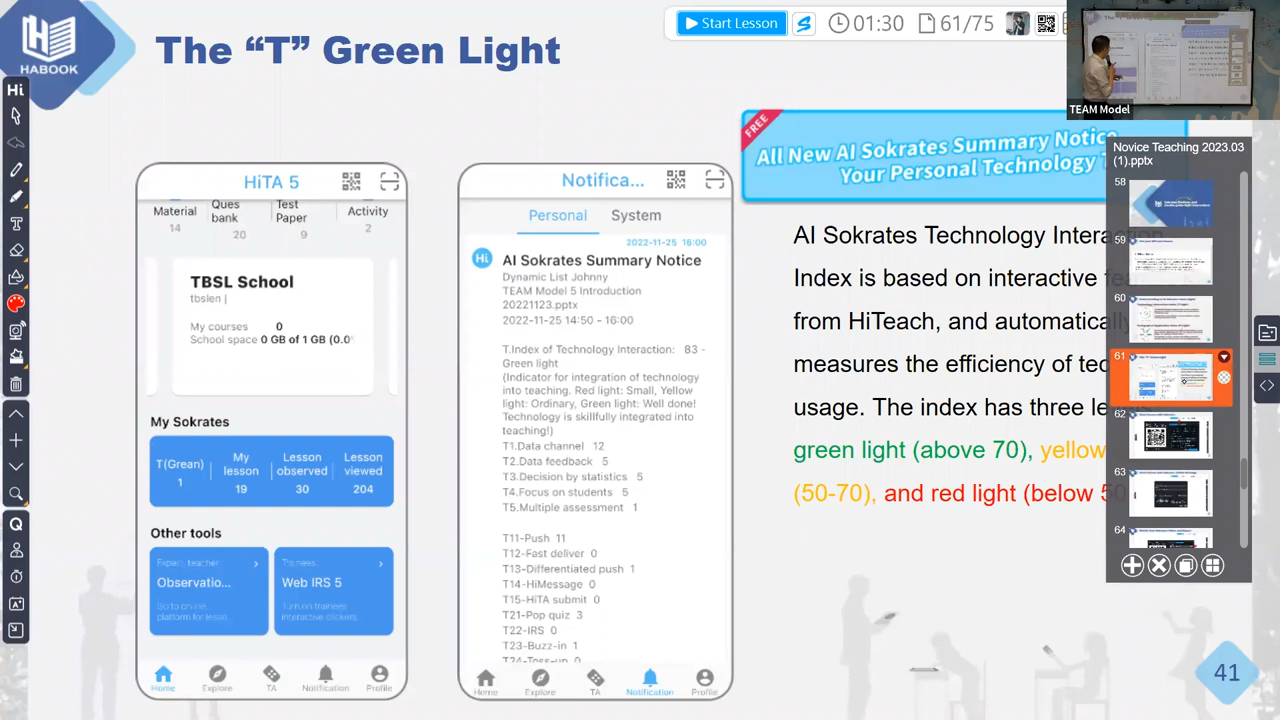 HABOOK
The “T” Green Light
Start Lesson
01:30
61/75
TEAM Model
Hi
HiTA 5
Material
14
Ques bank
20
Test Paper
9
Activity
2
TBSL School
tbslen |
My courses 0
School space 0 GB of 1 GB (0.0
My Sokrates
T(Grean)
1
My lesson
19
Lesson observed
30
Lesson viewed
204
Other tools
Expert teacher >
Observatio...
Go to online
platform for lesso
Trainees >
Web IRS 5
Turn on trainees
interactive clickers
Home
Explore
TA
Notification
Profile
Notifica...
Personal System
2022-11-25 16:00
Hi
AI Sokrates Summary Notice
Dynamic List Johnny
TEAM Model 5 Introduction
20221123.pptx
2022-11-25 14:50 - 16:00
T.Index of Technology Interaction: 83 -
Green light
(Indicator for integration of technology
into teaching. Red light: Small, Yellow
light: Ordinary, Green light: Well done!
Technology is skillfully integrated into
teaching!)
T1.Data channel 12
T2.Data feedback 5
T3.Decision by statistics 5
T4.Focus on students 5
T5.Multiple assessment 1
T11-Push 11
T12-Fast deliver 0
T13-Differentiated push 1
T14-HiMessage 0
T15-HiTA submit 0
T21-Pop quiz 3
T22-IRS 0
T23-Buzz-in 1
T24-Toss-up 0
Home
Explore
TA
Notification
Profile
FREE
All New AI Sokrates Summary Notice
Your Personal Technology T
AI Sokrates Technology Interac
Index is based on interactive fea
from HiTeach, and automatically
measures the efficiency of tec
usage. The index has three le
green light (above 70), yellow
(50-70), and red light (below 50
Novice Teaching 2023.03
(1).pptx
58
59
60
61
62
63
64
41